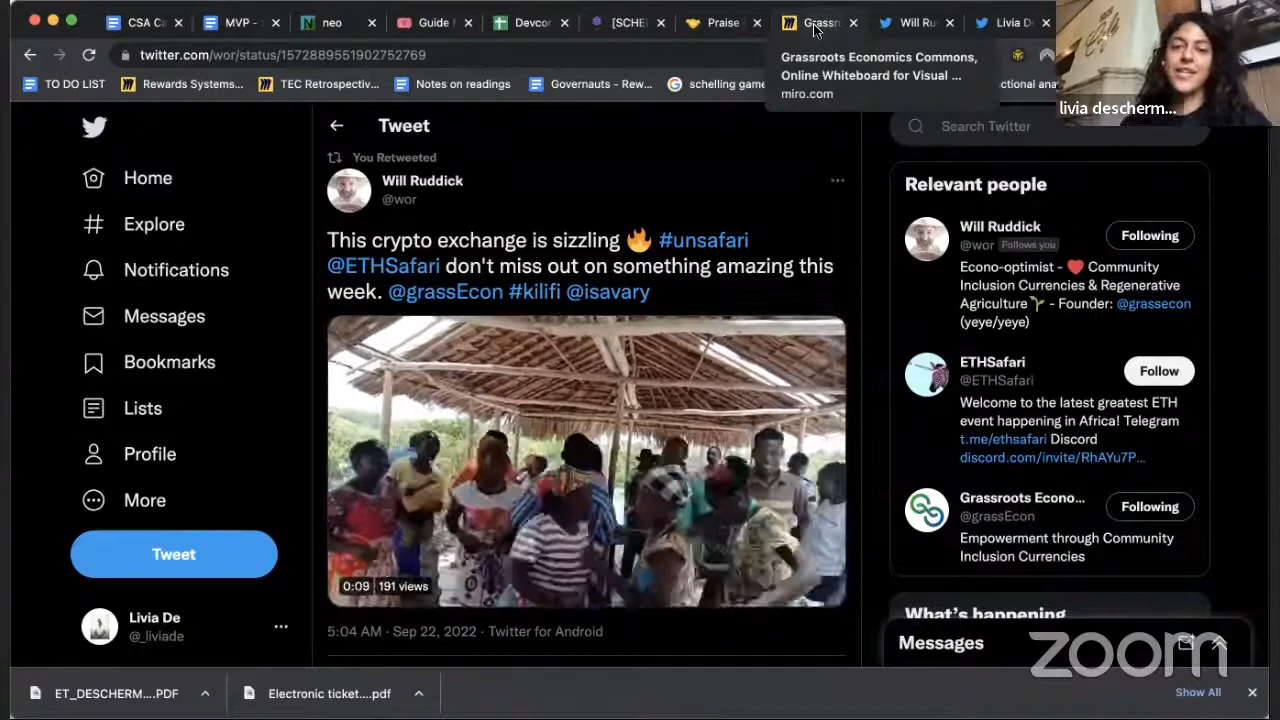 CSA Ca
MVP -
neo
Guide
Devcor
[SCHE
Praise
Grassr
Will Ru
Livia D
twitter.com/wor/status/1572889551902752769
Grassroots Economics Commons,
Online Whiteboard for Visual ...
miro.com
TO DO LIST
Rewards Systems...
TEC Retrospectiv...
Notes on readings
Governauts - Rew...
schelling game
actional ana
livia descherm...
Tweet
Search Twitter
You Retweeted
Will Ruddick
@wor
This crypto exchange is sizzling 🔥 #unsafari
@ETHSafari don't miss out on something amazing this
week. @grassEcon #kilifi @isavary
0:09 191 views
5:04 AM · Sep 22, 2022 · Twitter for Android
Home
Explore
Notifications
Messages
Bookmarks
Lists
Profile
More
Tweet
Livia De
@_liviade
Relevant people
Will Ruddick
@wor Follows you
Following
Econo-optimist - ❤️ Community
Inclusion Currencies & Regenerative
Agriculture🌱 - Founder: @grassecon
(yeye/yeye)
ETHSafari
@ETHSafari
Follow
Welcome to the latest greatest ETH
event happening in Africa! Telegram
t.me/ethsafari Discord
discord.com/invite/RhAYu7P...
Grassroots Econo...
@grassEcon
Following
Empowerment through Community
Inclusion Currencies
What's happening
Messages
zoom
ET_DESCHERM....PDF
Electronic ticket....pdf
Show All